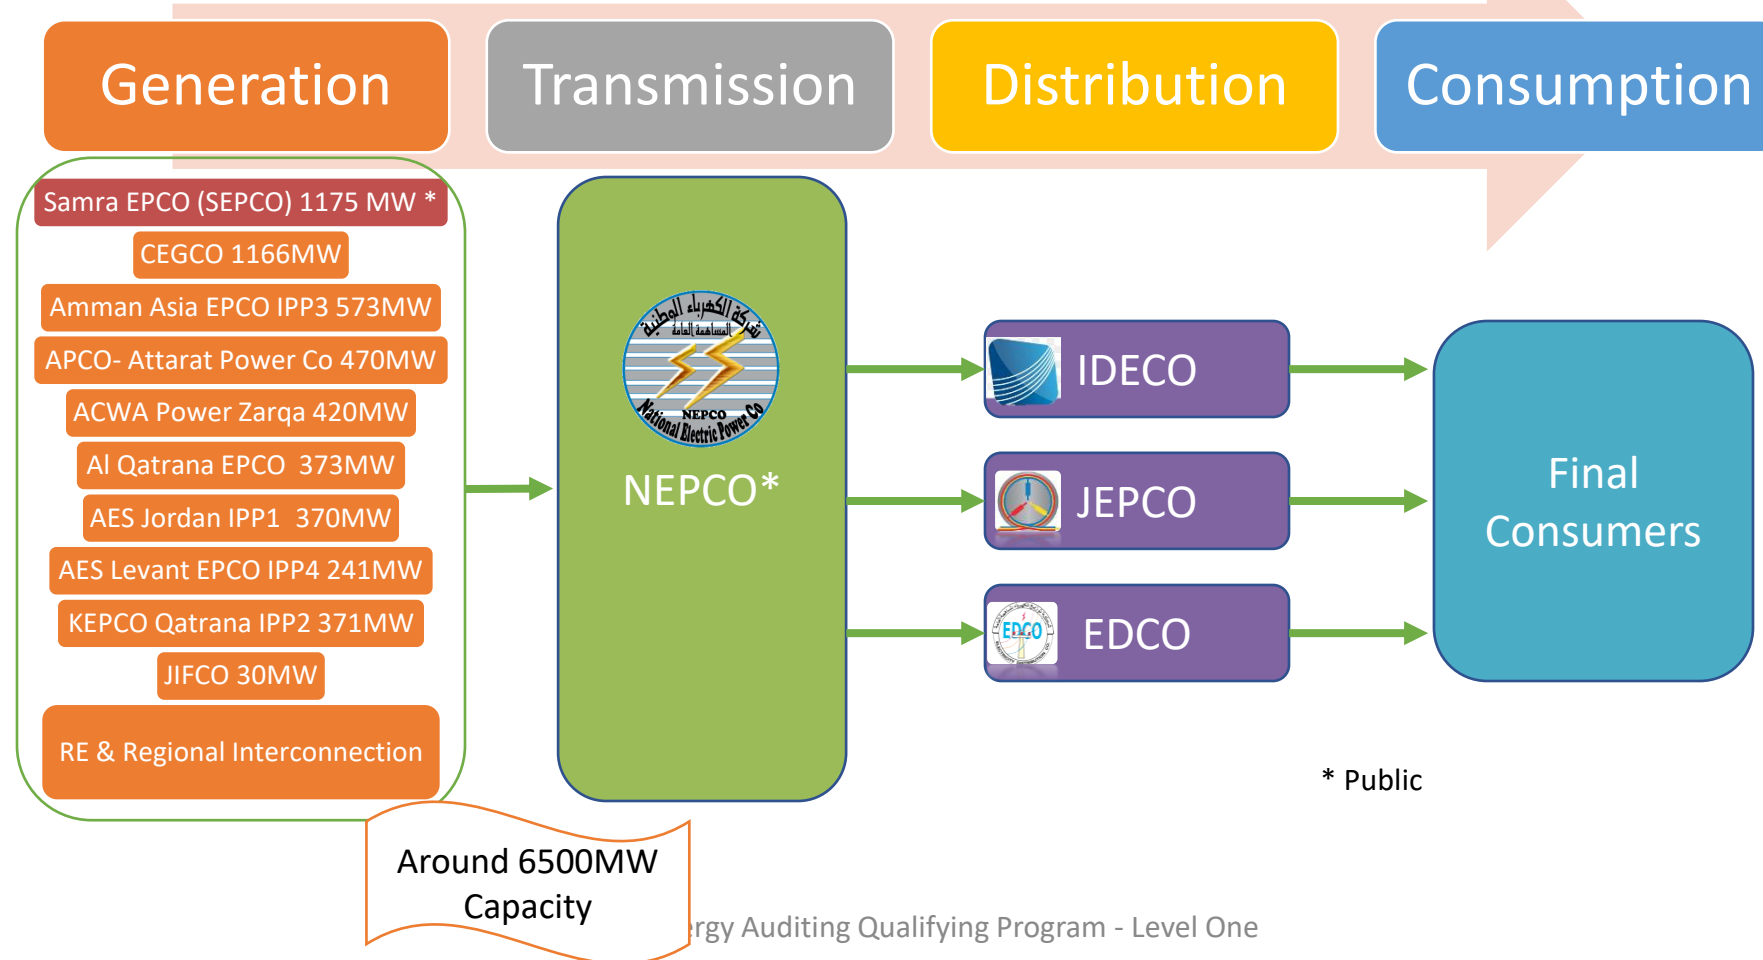 Generation
Transmission
Distribution
Consumption
Samra EPCO (SEPCO) 1175 MW *
CEGCO 1166MW
Amman Asia EPCO IPP3 573MW
APCO- Attarat Power Co 470MW
ACWA Power Zarqa 420MW
Al Qatrana EPCO  373MW
AES Jordan IPP1  370MW
AES Levant EPCO IPP4 241MW
KEPCO Qatrana IPP2 371MW
JIFCO 30MW
RE & Regional Interconnection
Around 6500MW
Capacity
شركة الكهرباء الوطنية
المساهمة العامة
NEPCO
National Electric Power Co
NEPCO*
IDECO
JEPCO
EDCO
EDCO
Final
Consumers
* Public
rgy Auditing Qualifying Program - Level One